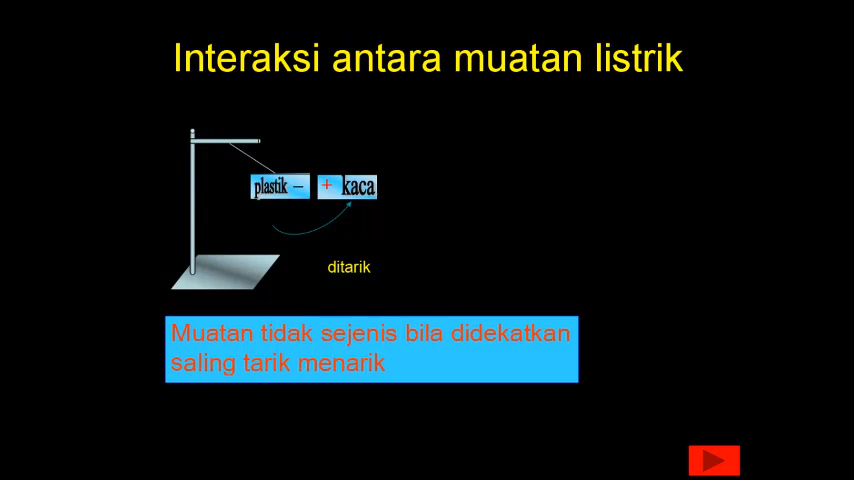 Interaksi antara muatan listrik
plastik – + kaca
ditarik
Muatan tidak sejenis bila didekatkan
saling tarik menarik